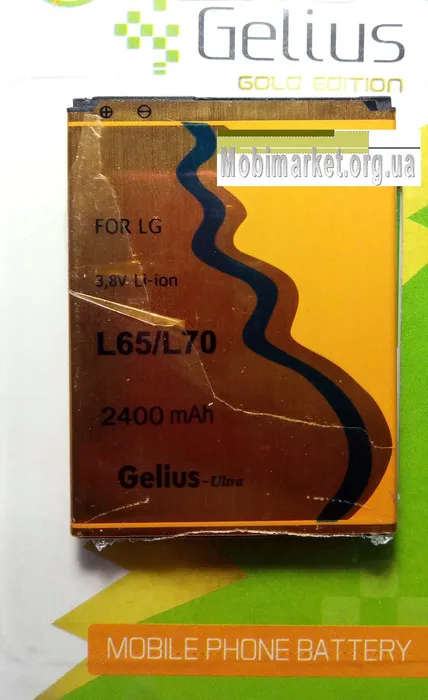 Gelius
GOLD EDITION
Mobimarket.org.ua
FOR LG
3,8V Li-ion
L65/L70
2400 mAh
Gelius-Ultra
MOBILE PHONE BATTERY